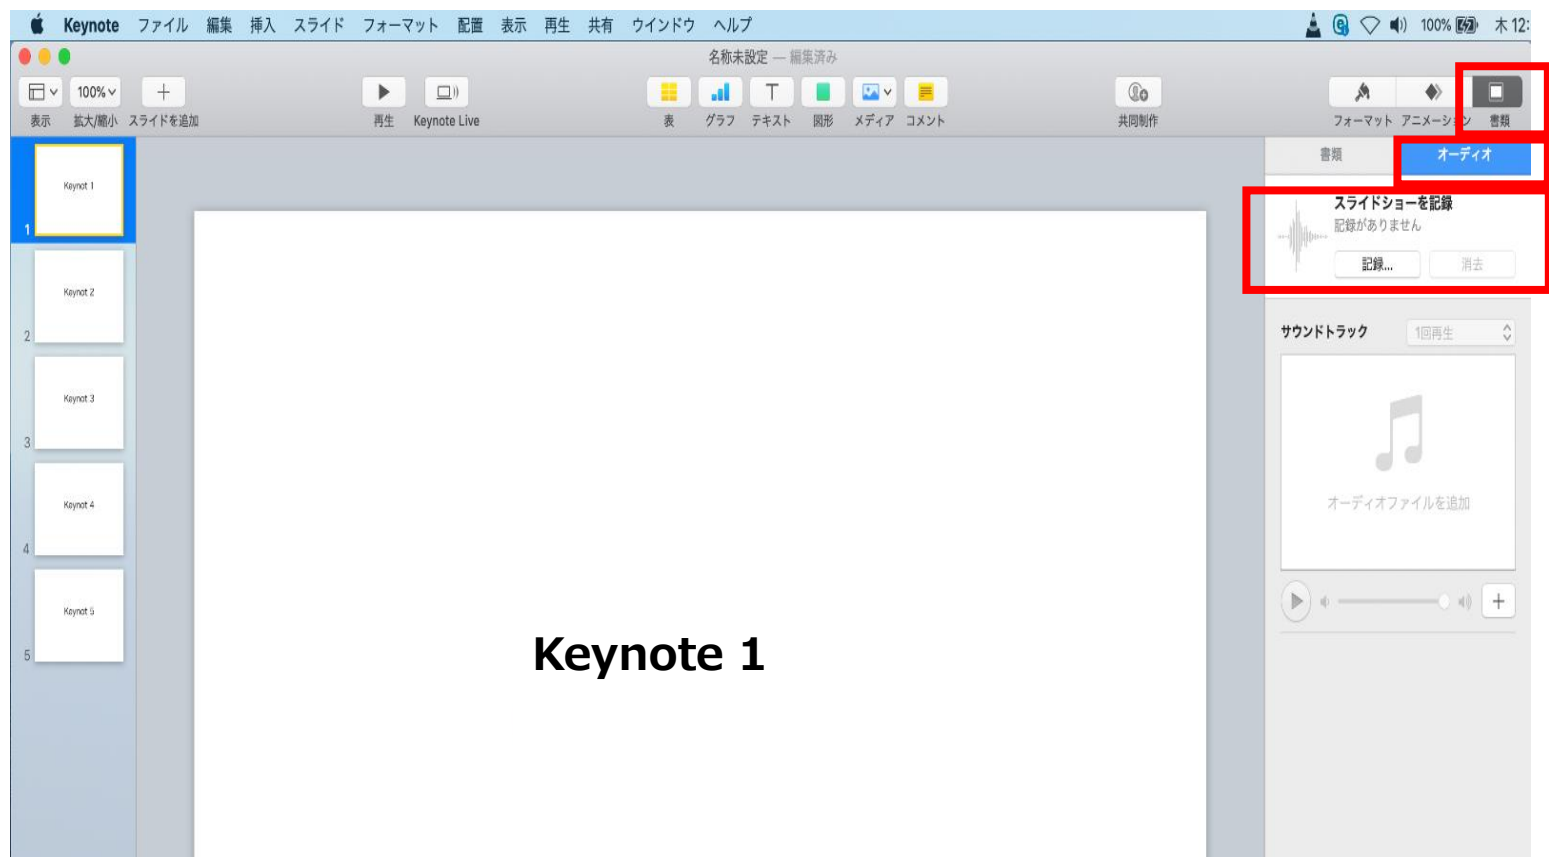 Keynote ファイル 編集 挿入 スライド フォーマット 配置 表示 再生 共有 ウインドウ ヘルプ 100% 木 12:
名称未設定 — 編集済み
100%
表示 拡大/縮小 スライドを追加 再生 Keynote Live 表 グラフ テキスト 図形 メディア コメント 共同制作 フォーマット アニメーション 書類
書類 オーディオ
Keynot 1
1
Keynot 2
2
Keynot 3
3
Keynot 4
4
Keynot 5
5
Keynote 1
スライドショーを記録
記録がありません
記録... 消去
サウンドトラック 1回再生
オーディオファイルを追加